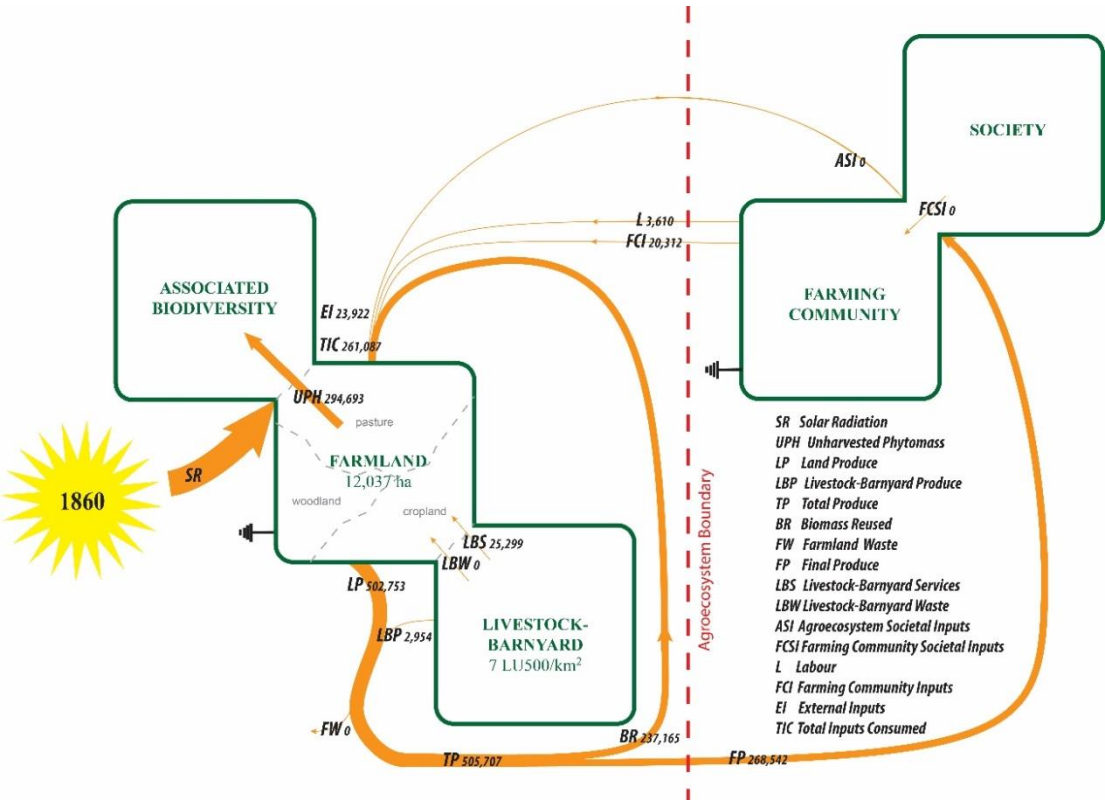 SOCIETY
ASI 0
FCSI 0
L 3,610
FCI 20,312
ASSOCIATED
BIODIVERSITY
FARMING
COMMUNITY
EI 23,922
TIC 261,087
UPH 294,693
pasture
FARMLAND
12,037 ha
SR
1860
woodland
cropland
LBS 25,299
LBW 0
LP 502,753
LBP 2,954
LIVESTOCK-
BARNYARD
7 LU500/km²
FW 0
TP 505,707
BR 237,165
FP 268,542
Agroecosystem Boundary
SR Solar Radiation
UPH Unharvested Phytomass
LP Land Produce
LBP Livestock-Barnyard Produce
TP Total Produce
BR Biomass Reused
FW Farmland Waste
FP Final Produce
LBS Livestock-Barnyard Services
LBW Livestock-Barnyard Waste
ASI Agroecosystem Societal Inputs
FCSI Farming Community Societal Inputs
L Labour
FCI Farming Community Inputs
EI External Inputs
TIC Total Inputs Consumed